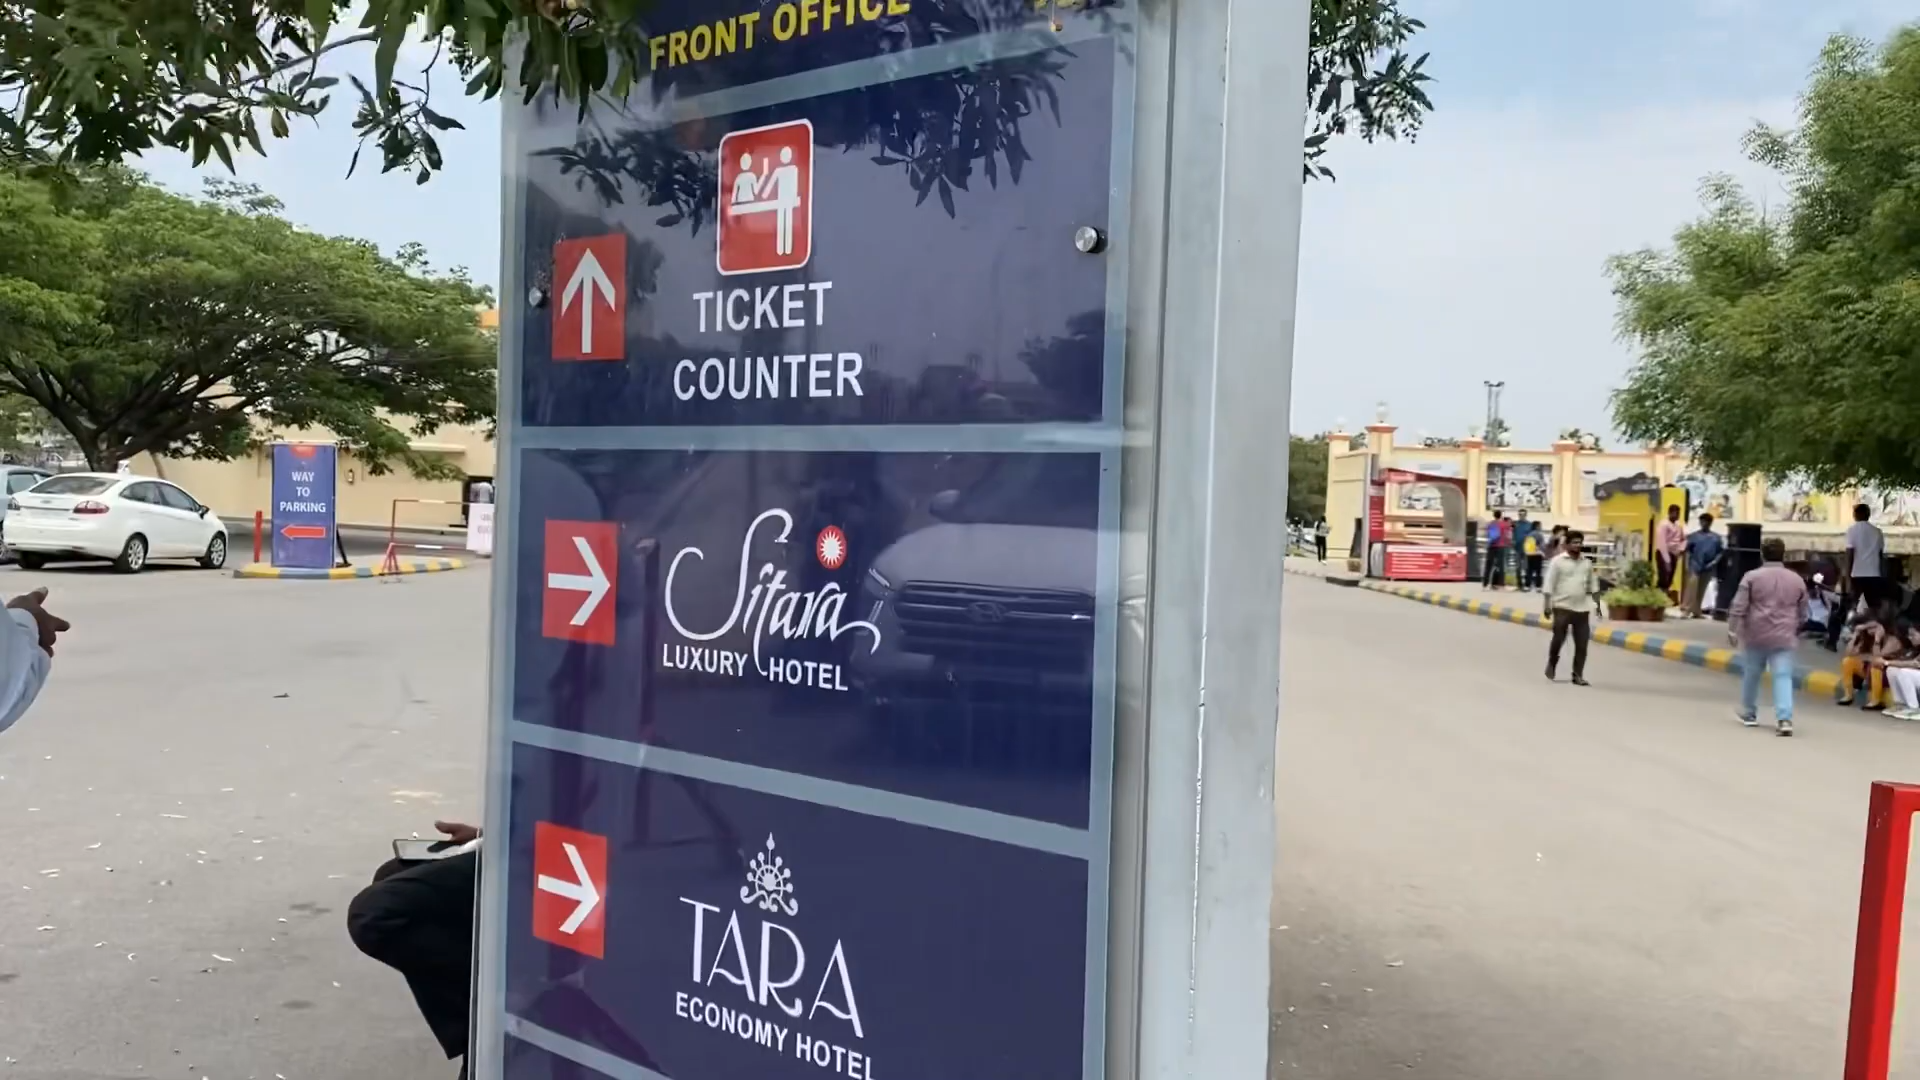 FRONT OFFICE
TICKET
COUNTER
Sitara
LUXURY HOTEL
TARA
ECONOMY HOTEL
WAY
TO
PARKING